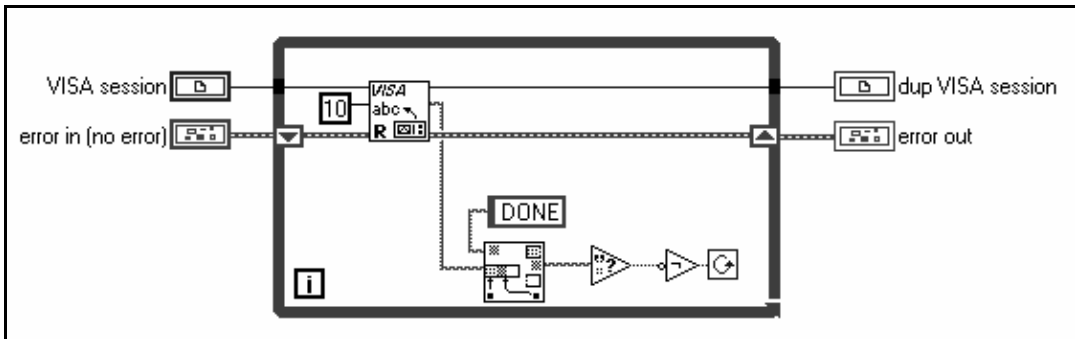 VISA session
dup VISA session
VISA
10
abc
R
error in (no error)
error out
DONE
"?
i